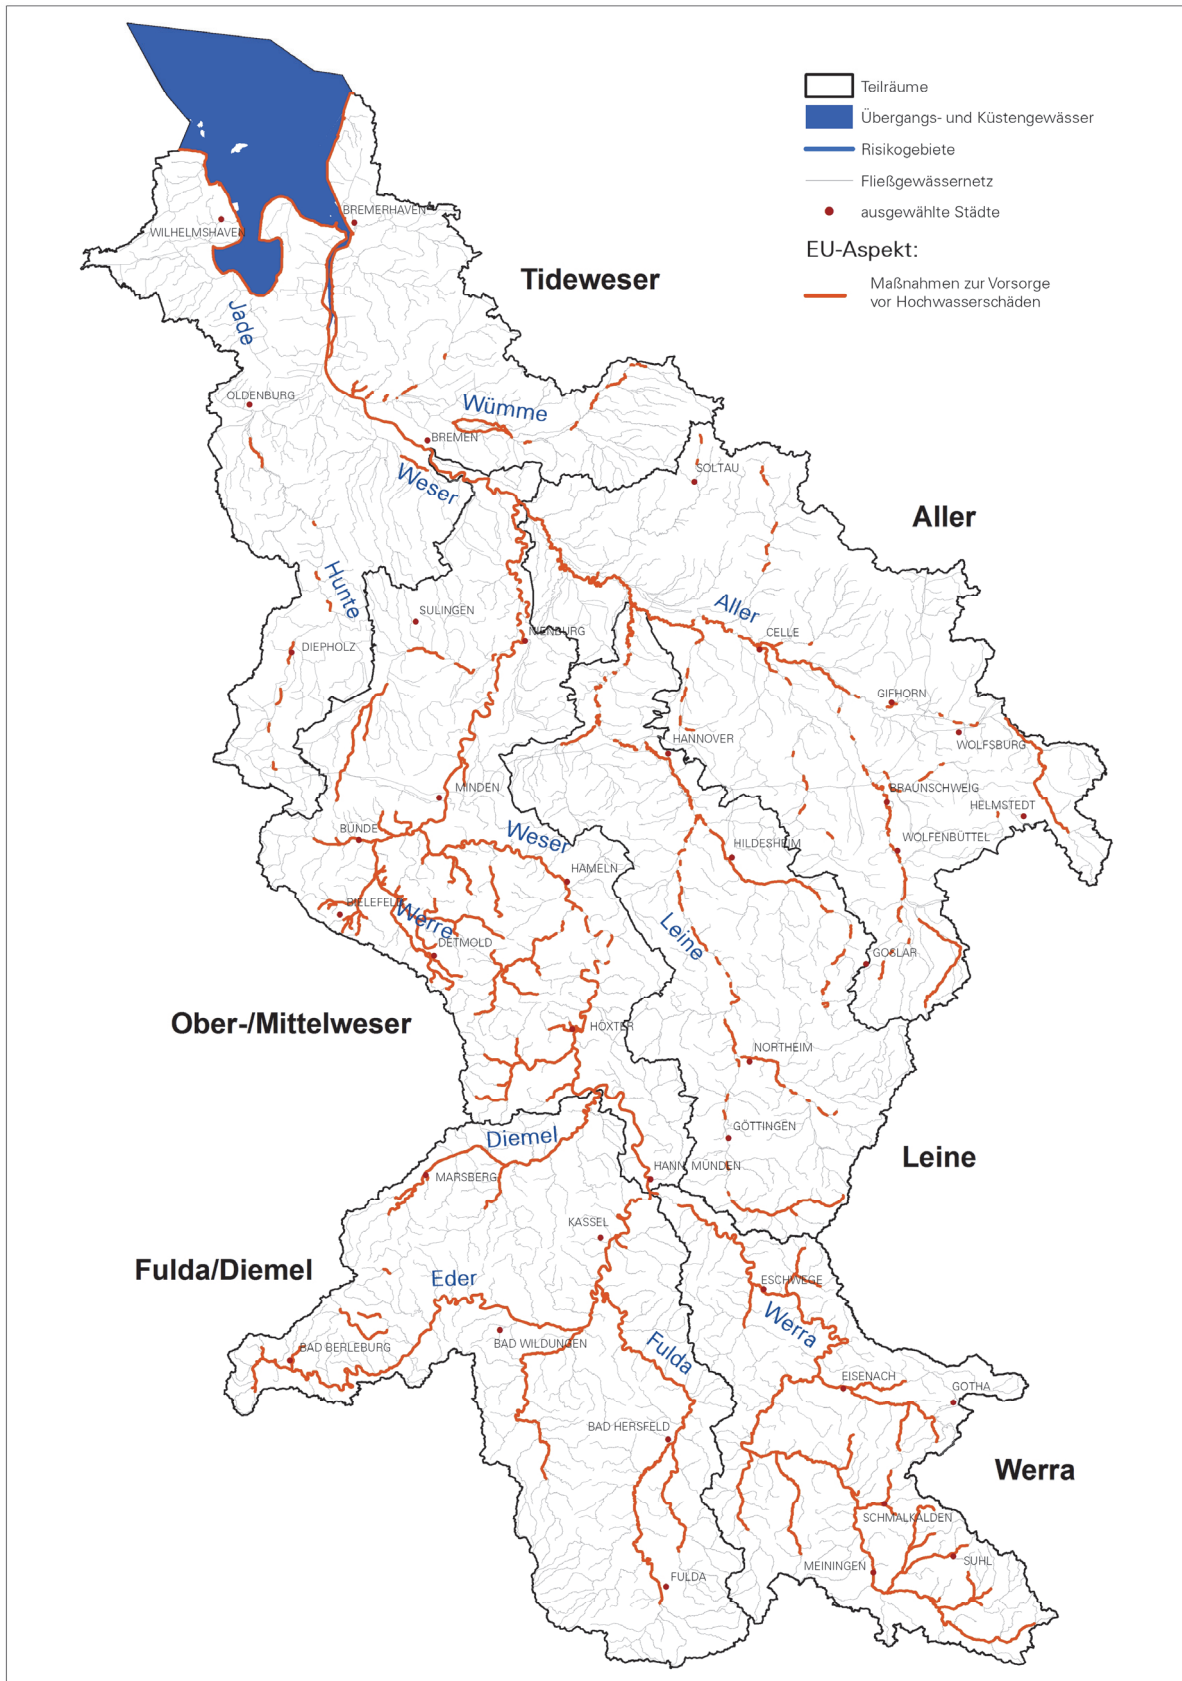 Teilräume
Übergangs- und Küstengewässer
Risikogebiete
Fließgewässernetz
ausgewählte Städte
EU-Aspekt:
Maßnahmen zur Vorsorge
vor Hochwasserschäden
BREMERHAVEN
WILHELMSHAVEN
Tideweser
Jade
OLDENBURG
Wümme
BREMEN
Weser
SOLTAU
Aller
Hunte
Aller
SULINGEN
NIENBURG
CELLE
DIEPHOLZ
GIFHORN
HANNOVER
WOLFSBURG
MINDEN
BRAUNSCHWEIG
HELMSTEDT
BÜNDE
Weser
HILDESHEIM
WOLFENBÜTTEL
HAMELN
BIELEFELD
Werre
Leine
DETMOLD
GOSLAR
Ober-/Mittelweser
HÖXTER
NORTHEIM
GÖTTINGEN
Diemel
Leine
HANN. MÜNDEN
MARSBERG
KASSEL
Fulda/Diemel
Eder
ESCHWEGE
Werra
BAD WILDUNGEN
BAD BERLEBURG
Fulda
EISENACH
GOTHA
BAD HERSFELD
Werra
SCHMALKALDEN
SUHL
MEININGEN
FULDA